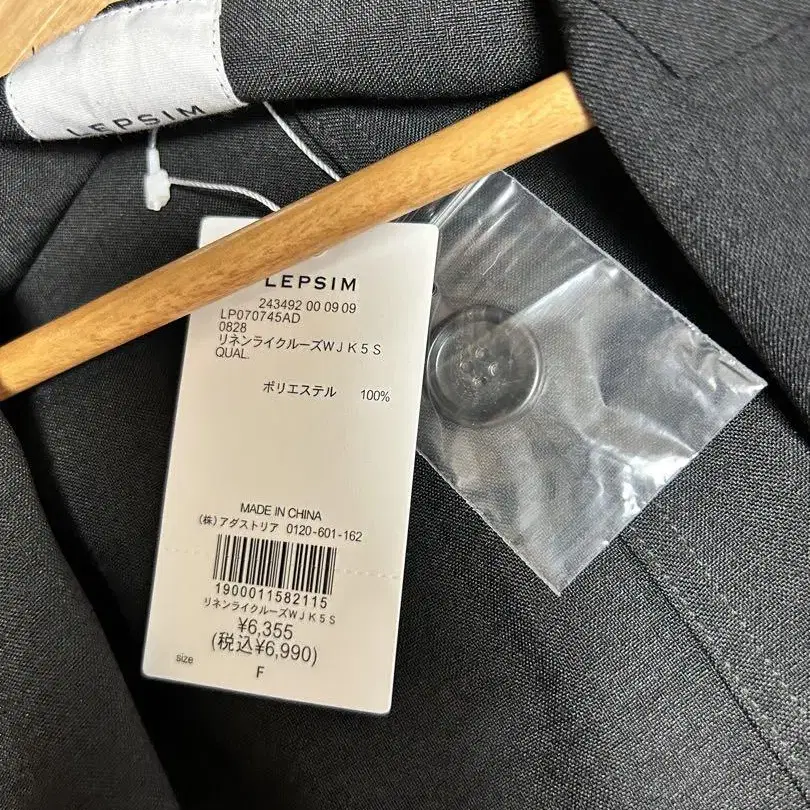 LEPSIM
LEPSIM
243492 00 09 09
LP070745AD
0828
リネンライクルーズWJK5S
QUAL.
ポリエステル 100%
MADE IN CHINA
(株)アダストリア 0120-601-162
1900011582115
リネンライクルーズWJK5S
¥6,355
(税込¥6,990)
size F